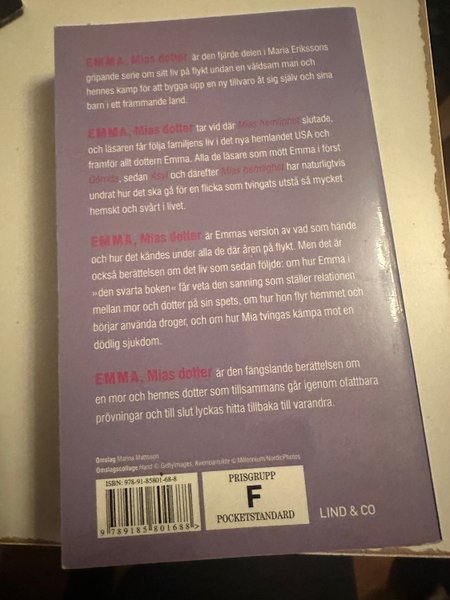 EMMA, Mias dotter är den fjärde delen i Maria Erikssons
gripande serie om sitt liv på flykt undan en våldsam man och
hennes kamp för att bygga upp en ny tillvaro åt sig själv och sina
barn i ett främmande land.
EMMA, Mias dotter tar vid där Mias hemlighet slutade,
och läsaren får följa familjens liv i det nya hemlandet USA och
framför allt dottern Emma. Alla de läsare som mött Emma i först
Gömda, sedan Asyl och därefter Mias hemlighet har naturligtvis
undrat hur det ska gå för en flicka som tvingats utstå så mycket
hemskt och svårt i livet.
EMMA, Mias dotter är Emmas version av vad som hände
och hur det kändes under alla de där åren på flykt. Men det är
också berättelsen om det liv som sedan följde: om hur Emma i
»den svarta boken« får veta den sanning som ställer relationen
mellan mor och dotter på sin spets, om hur hon flyr hemmet och
börjar använda droger, och om hur Mia tvingas kämpa mot en
dödlig sjukdom.
EMMA, Mias dotter är den fängslande berättelsen om
en mor och hennes dotter som tillsammans går igenom ofattbara
prövningar och till slut lyckas hitta tillbaka till varandra.
Omslag Marina Mattsson
Omslagscollage Hand © GettyImages, Kvinnoansikte © Millennium/NordicPhotos
ISBN: 978-91-85801-68-8
9 789185 801688
PRISGRUPP
F
POCKETSTANDARD
LIND & CO